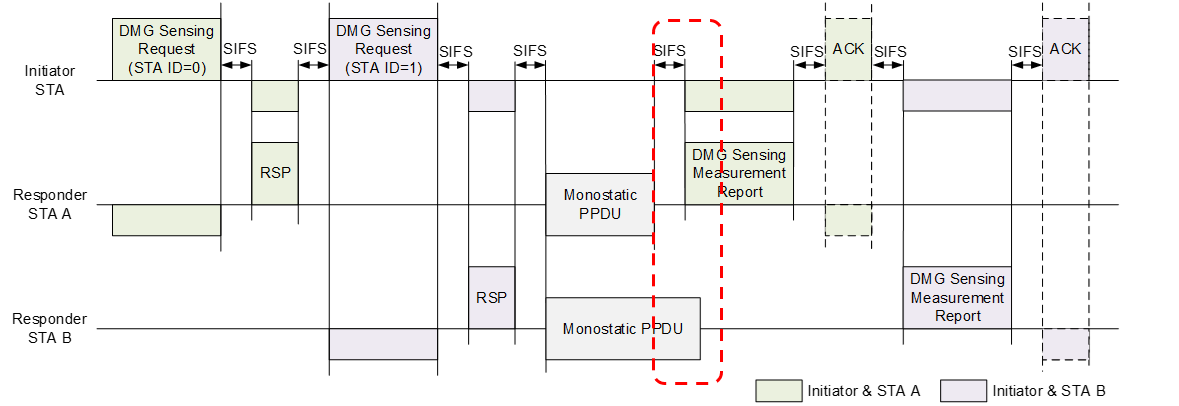 DMG Sensing
Request
(STA ID=0)
SIFS
SIFS
DMG Sensing
Request
(STA ID=1)
SIFS
SIFS
SIFS
SIFS
ACK
SIFS
SIFS
ACK
Initiator
STA
RSP
DMG Sensing
Measurement
Report
Responder
STA A
Monostatic
PPDU
Responder
STA B
RSP
Monostatic PPDU
DMG Sensing
Measurement
Report
Initiator & STA A
Initiator & STA B